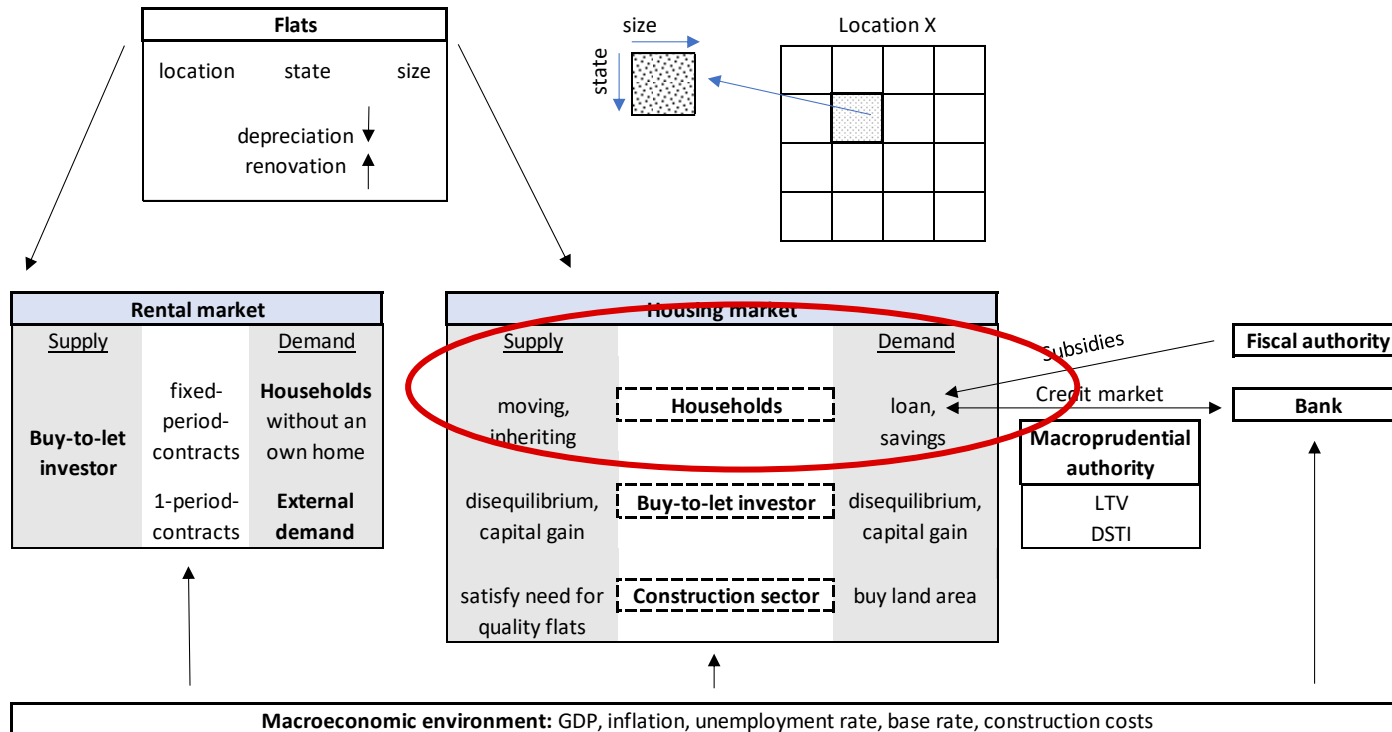 Flats
location state size
depreciation
renovation
size
state
Location X
Rental market
Supply
Demand
Buy-to-let
investor
fixed-
period-
contracts
1-period-
contracts
Households
without an
own home
External
demand
Housing market
Supply
Demand
moving,
inheriting
Households
loan,
savings
disequilibrium,
capital gain
Buy-to-let investor
disequilibrium,
capital gain
satisfy need for
quality flats
Construction sector
buy land area
Subsidies
Fiscal authority
Credit market
Bank
Macroprudential
authority
LTV
DSTI
Macroeconomic environment: GDP, inflation, unemployment rate, base rate, construction costs